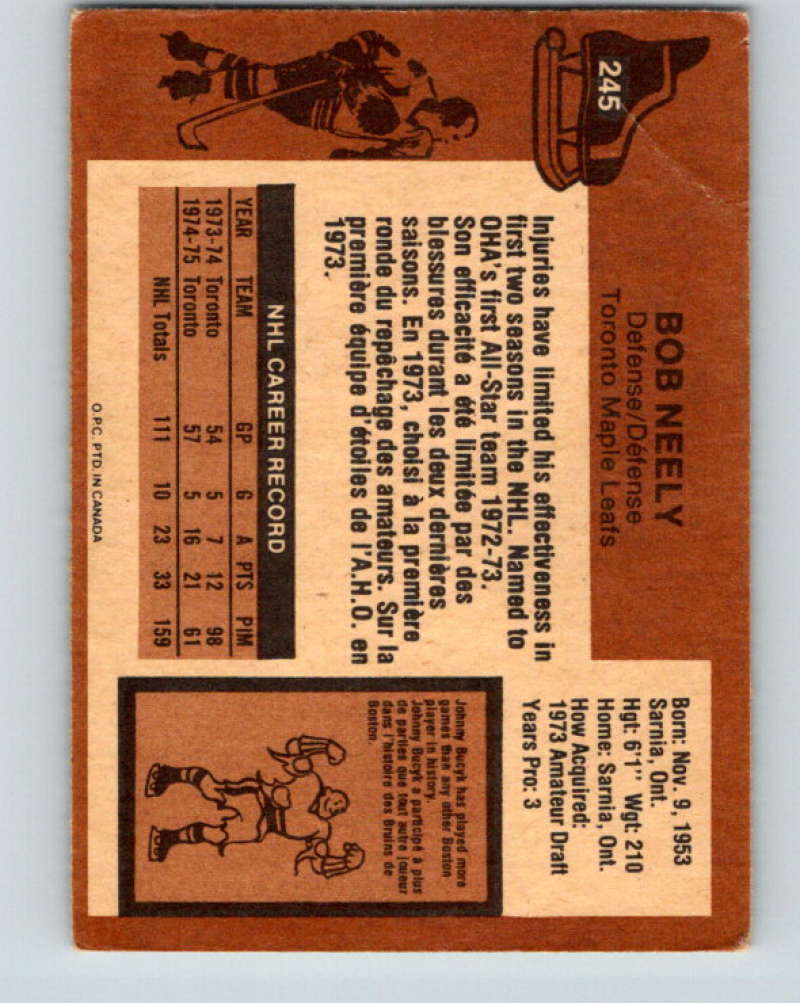 245
BOB NEELY
Defense/Défense
Toronto Maple Leafs
Born: Nov. 9, 1953
Sarnia, Ont.
Hgt: 6'1" Wgt: 210
Home: Sarnia, Ont.
How Acquired:
1973 Amateur Draft
Years Pro: 3
Injuries have limited his effectiveness in
first two seasons in the NHL. Named to
OHA's first All-Star team 1972-73.
Son efficacité a été limitée par des
blessures durant les deux dernières
saisons. En 1973, choisi à la première
ronde du repêchage des amateurs. Sur la
première équipe d'étoiles de l'A.H.O. en
1973.
NHL CAREER RECORD
YEAR TEAM GP G A PTS PIM
1973-74 Toronto 54 5 7 12 98
1974-75 Toronto 57 5 16 21 61
NHL Totals 111 10 23 33 159
Johnny Bucyk has played more
games than any other Boston
player in history.
Johnny Bucyk a participé à plus
de parties que tout autre joueur
dans l'histoire des Bruins de
Boston.
O.P.C. PTD. IN CANADA